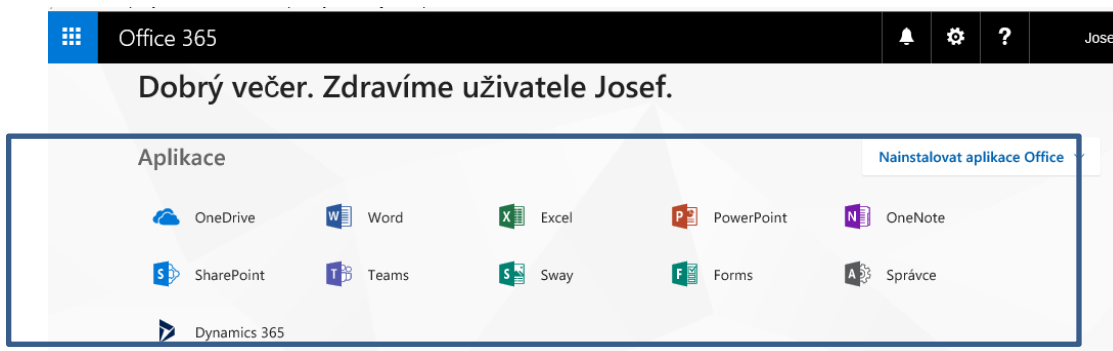 Office 365
Jose
Dobrý večer. Zdravíme uživatele Josef.
Aplikace
Nainstalovat aplikace Office
OneDrive Word Excel PowerPoint OneNote
SharePoint Teams Sway Forms Správce
Dynamics 365